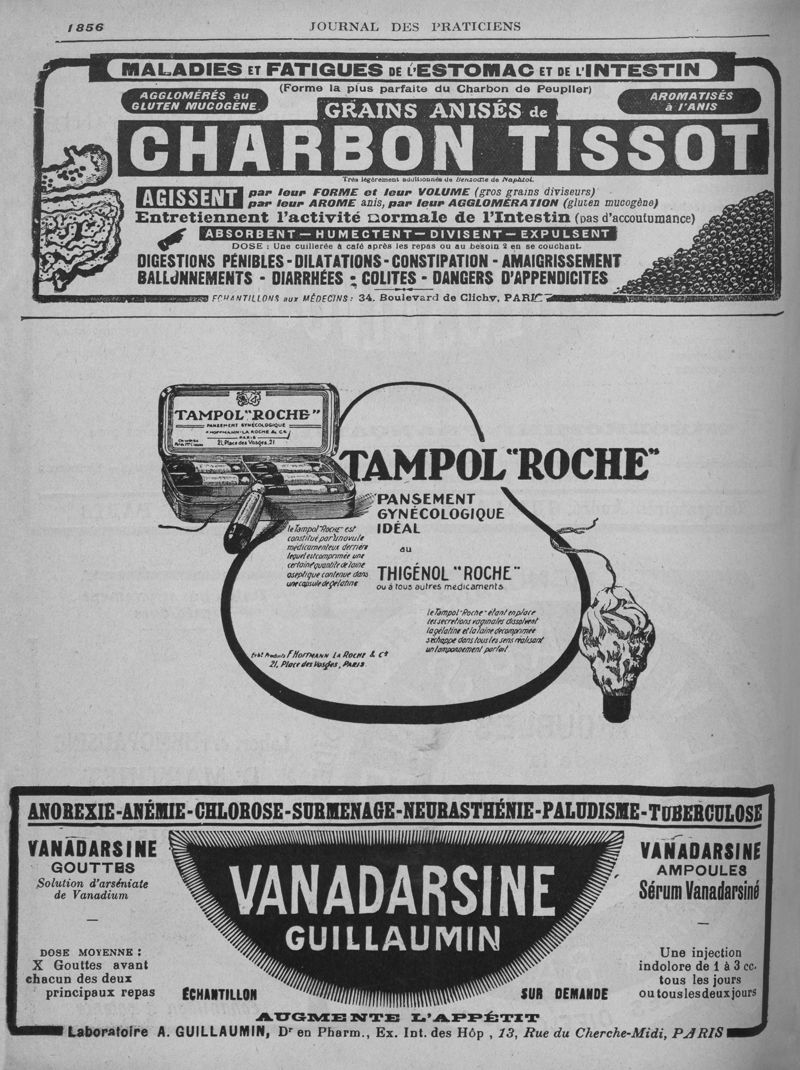 1856
JOURNAL DES PRATICIENS
MALADIES ET FATIGUES DE L'ESTOMAC ET DE L'INTESTIN
(Forme la plus parfaite du Charbon de Peuplier)
AGGLOMÉRÉS au
GLUTEN MUCOGÈNE
GRAINS ANISÉS de
AROMATISÉS
à l'ANIS
CHARBON TISSOT
Très légèrement additionnés de Benzoate de Naphtol.
AGISSENT
par leur FORME et leur VOLUME (gros grains diviseurs)
par leur AROME anis, par leur AGGLOMÉRATION (gluten mucogène)
Entretiennent l'activité normale de l'Intestin (pas d'accoutumance)
ABSORBENT — HUMECTENT — DIVISENT — EXPULSENT
DOSE : Une cuillerée à café après les repas ou au besoin 2 en se couchant.
DIGESTIONS PÉNIBLES - DILATATIONS - CONSTIPATION - AMAIGRISSEMENT
BALLONNEMENTS - DIARRHÉES - COLITES - DANGERS D'APPENDICITES
ECHANTILLONS aux MÉDECINS : 34, Boulevard de Clichy, PARIS
TAMPOL "ROCHE"
PANSEMENT GYNÉCOLOGIQUE
F. HOFFMANN-LA ROCHE & Cie
PARIS
21, Place des Vosges, 21
TAMPOL "ROCHE"
PANSEMENT
GYNÉCOLOGIQUE
IDÉAL
au
THIGÉNOL "ROCHE"
ou à tous autres médicaments
le Tampol "Roche" est
constitué par un ovule
médicamenteux derrière
lequel est comprimée une
certaine quantité de laine
aseptique contenue dans
une capsule de gélatine
le Tampol "Roche" étant en place
les secrétions vaginales dissolvent
la gélatine et la laine décomprimée
s'échappe dans tous les sens réalisant
un tamponnement parfait.
Echt. Produits F. HOFFMANN LA ROCHE & Cie
21, Place des Vosges, PARIS.
ANOREXIE-ANÉMIE-CHLOROSE-SURMENAGE-NEURASTHÉNIE-PALUDISME-TUBERCULOSE
VANADARSINE
GOUTTES
Solution d'arséniate
de Vanadium
DOSE MOYENNE :
X Gouttes avant
chacun des deux
principaux repas
VANADARSINE
GUILLAUMIN
VANADARSINE
AMPOULES
Sérum Vanadarsiné
Une injection
indolore de 1 à 3 cc.
tous les jours
ou tous les deux jours
ÉCHANTILLON
SUR DEMANDE
AUGMENTE L'APPÉTIT
Laboratoire A. GUILLAUMIN, Dr en Pharm., Ex. Int. des Hôp., 13, Rue du Cherche-Midi, PARIS